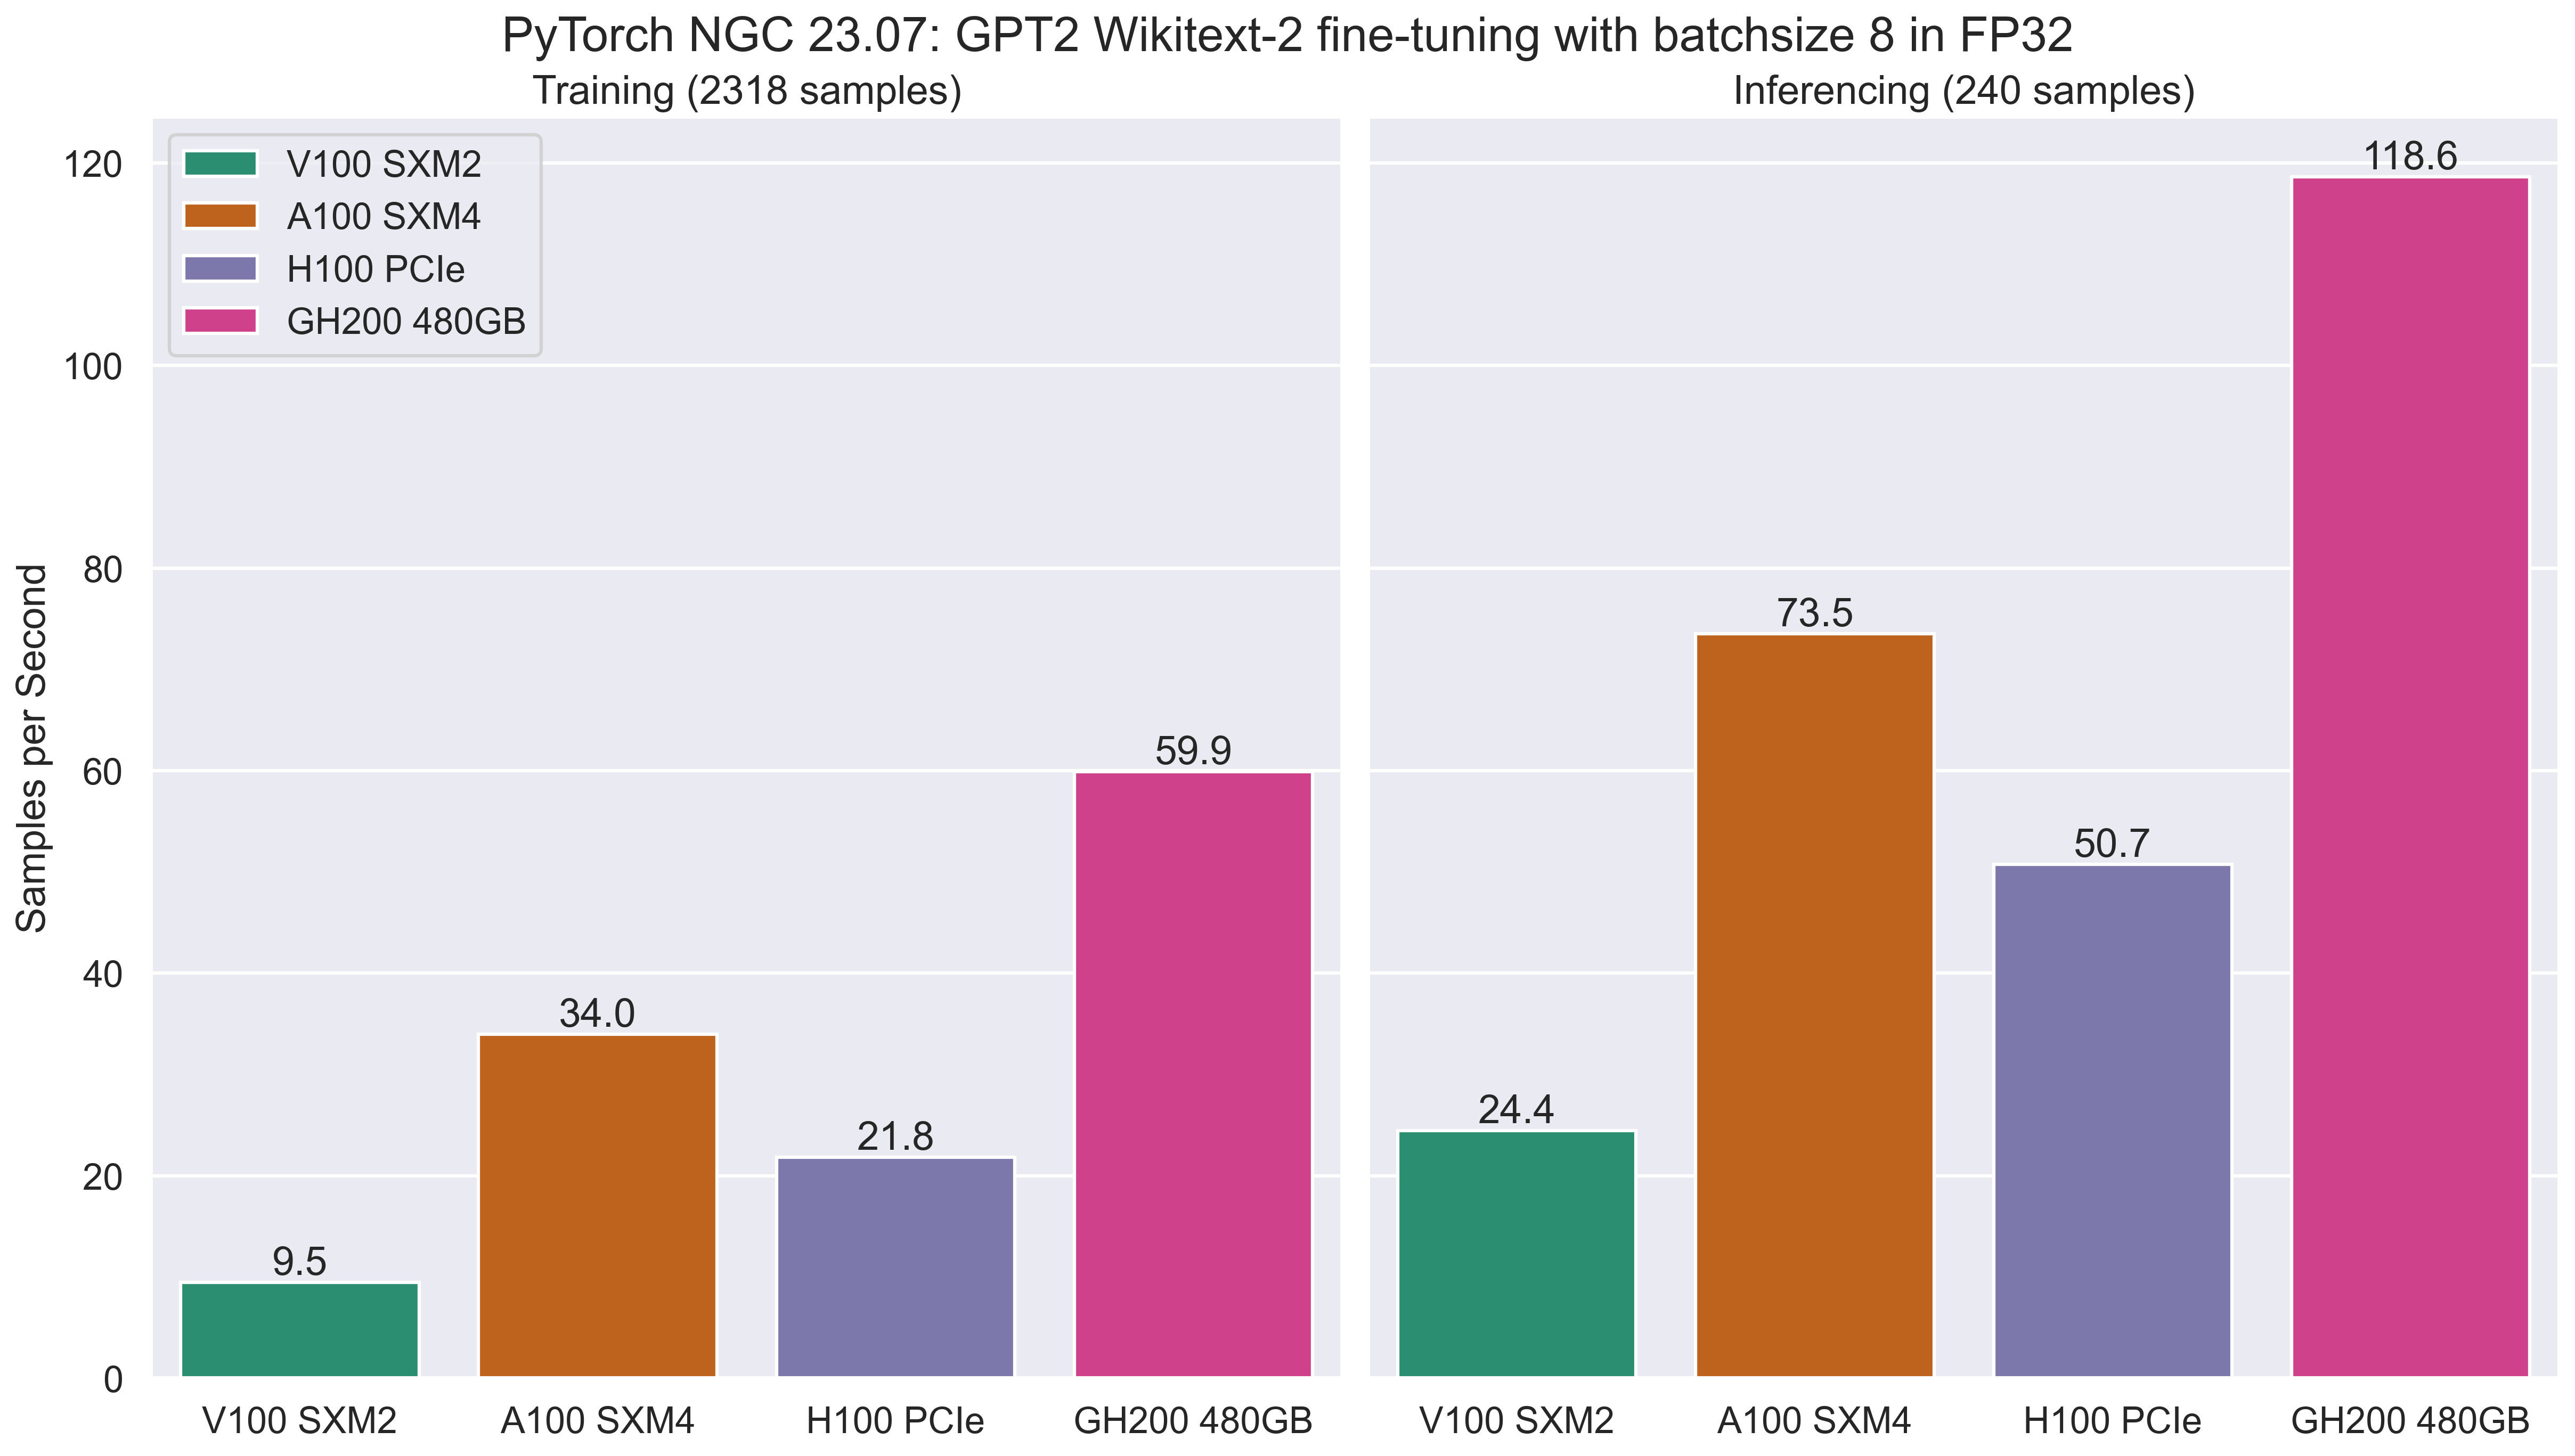 PyTorch NGC 23.07: GPT2 Wikitext-2 fine-tuning with batchsize 8 in FP32
Training (2318 samples)
V100 SXM2
A100 SXM4
H100 PCIe
GH200 480GB
Samples per Second
120
100
80
60
40
20
0
9.5
34.0
21.8
59.9
V100 SXM2
A100 SXM4
H100 PCIe
GH200 480GB
Inferencing (240 samples)
24.4
73.5
50.7
118.6
V100 SXM2
A100 SXM4
H100 PCIe
GH200 480GB